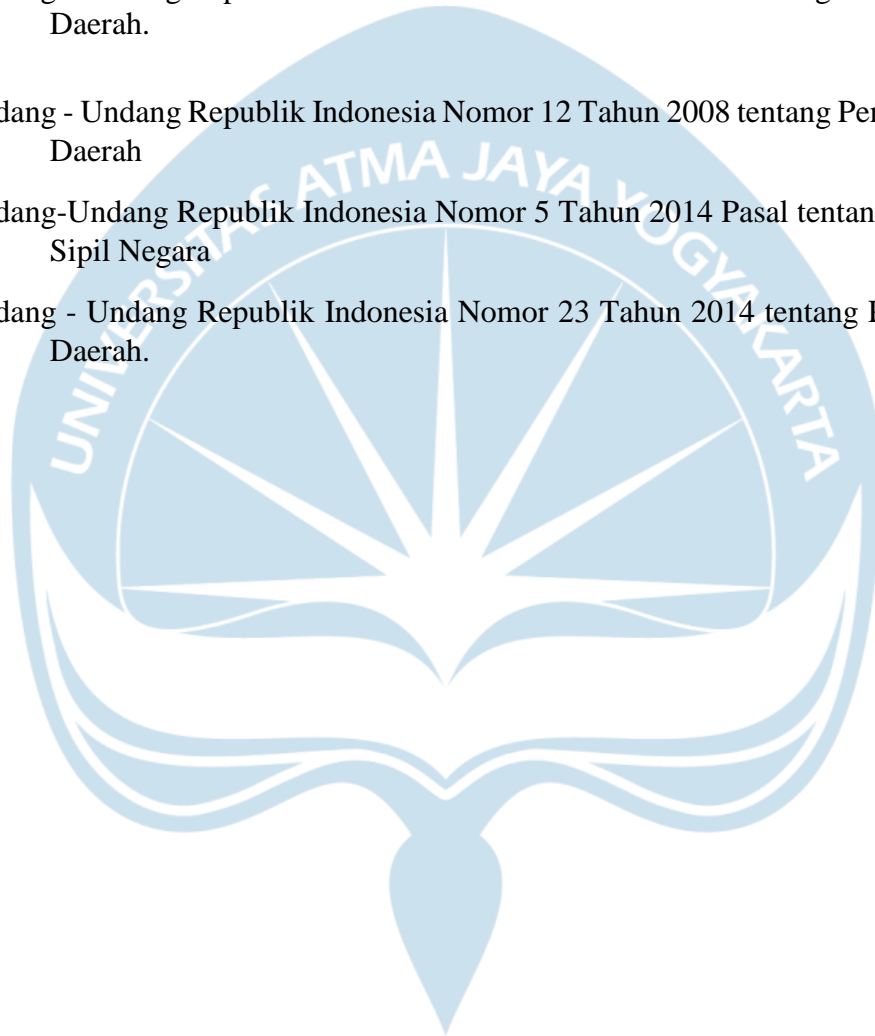 Daerah.
dang - Undang Republik Indonesia Nomor 12 Tahun 2008 tentang Per
Daerah
dang-Undang Republik Indonesia Nomor 5 Tahun 2014 Pasal tentan
Sipil Negara
dang - Undang Republik Indonesia Nomor 23 Tahun 2014 tentang
Daerah.
UNIVERSITAS ATMA JAYA YOGYAKARTA